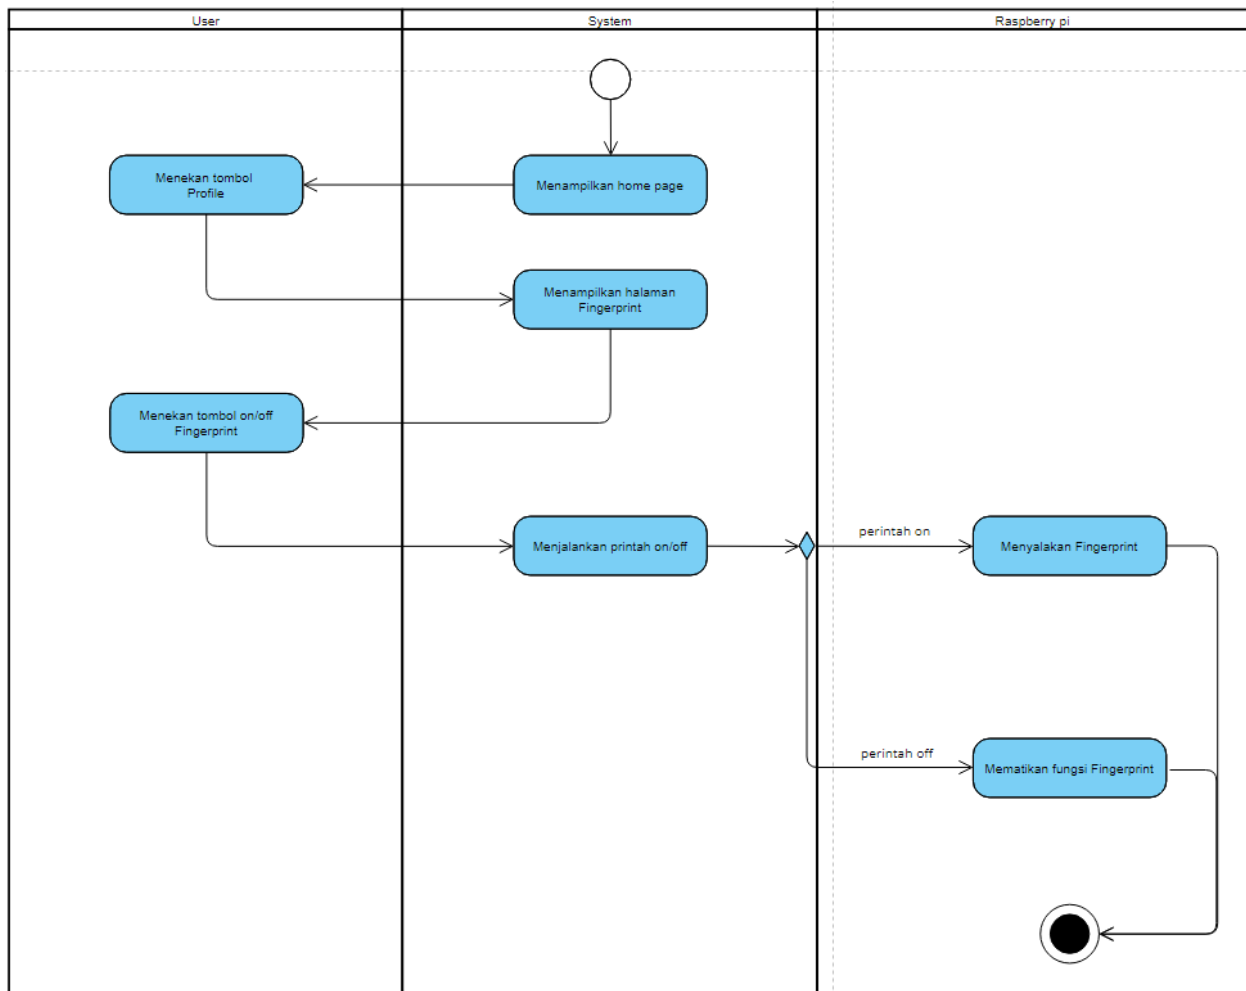 User
System
Raspberry pi
Menekan tombol
Profile
Menampilkan home page
Menampilkan halaman
Fingerprint
Menekan tombol on/off
Fingerprint
Menjalankan printah on/off
perintah on
Menyalakan Fingerprint
perintah off
Mematikan fungsi Fingerprint